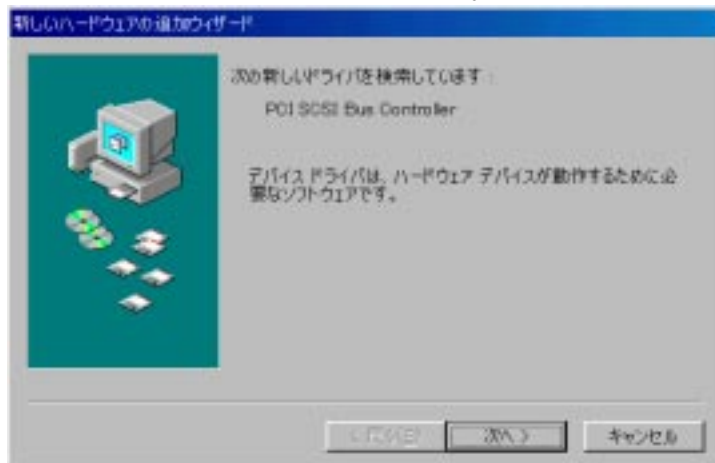 新しいハードウェアの追加ウィザード
次の新しいドライバを検索しています :
PCI SCSI Bus Controller
デバイス ドライバは、ハードウェア デバイスが動作するために必
要なソフトウェアです。
< 戻る(B)
次へ >
キャンセル